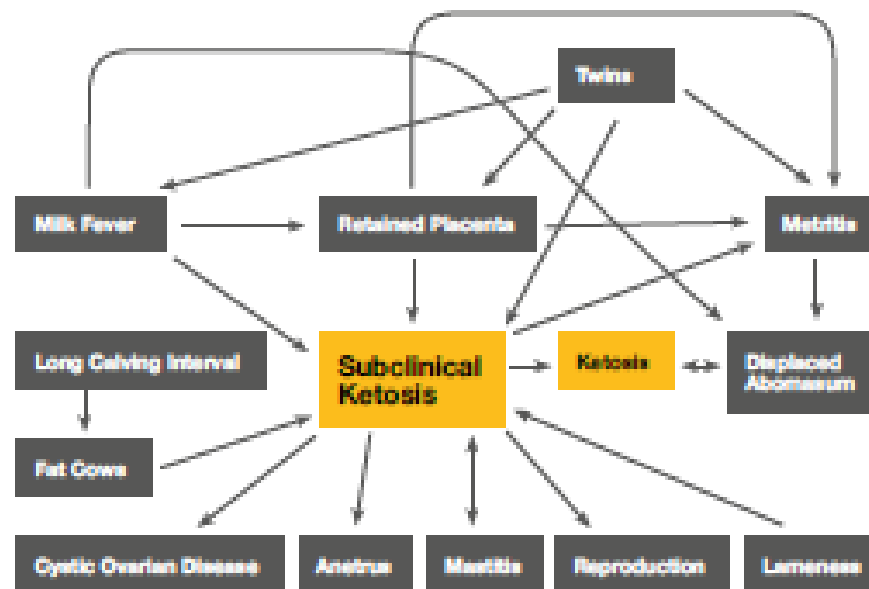 Twins
Milk Fever
Retained Placenta
Metritis
Long Calving Interval
Subclinical
Ketosis
Ketosis
Displaced
Abomasum
Fat Cows
Cystic Ovarian Disease
Anetrus
Mastitis
Reproduction
Lameness